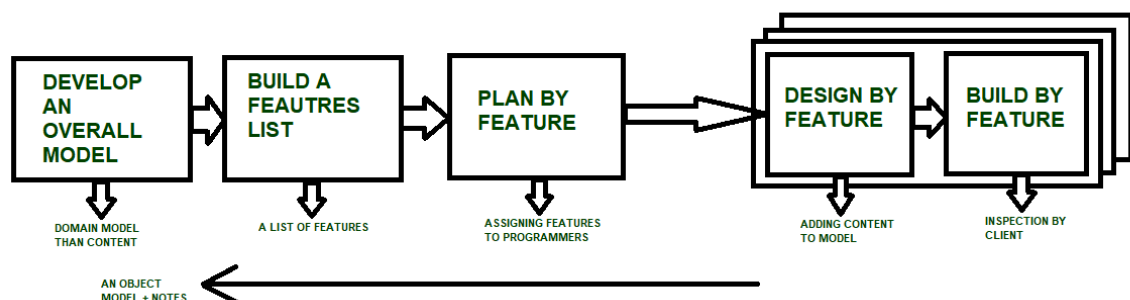 DEVELOP
AN
OVERALL
MODEL
BUILD A
FEAUTRES
LIST
PLAN BY
FEATURE
DESIGN BY
FEATURE
BUILD BY
FEATURE
DOMAIN MODEL
THAN CONTENT
A LIST OF FEATURES
ASSIGNING FEATURES
TO PROGRAMMERS
ADDING CONTENT
TO MODEL
INSPECTION BY
CLIENT
AN OBJECT
MODEL + NOTES